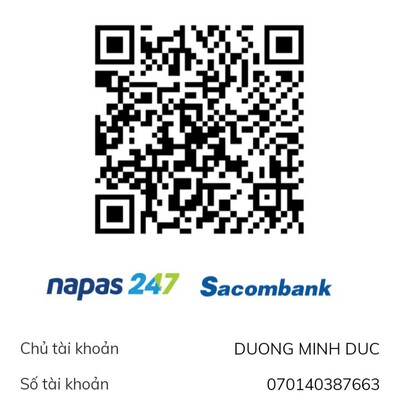 napas 247 Sacombank
Chủ tài khoản DUONG MINH DUC
Số tài khoản 070140387663